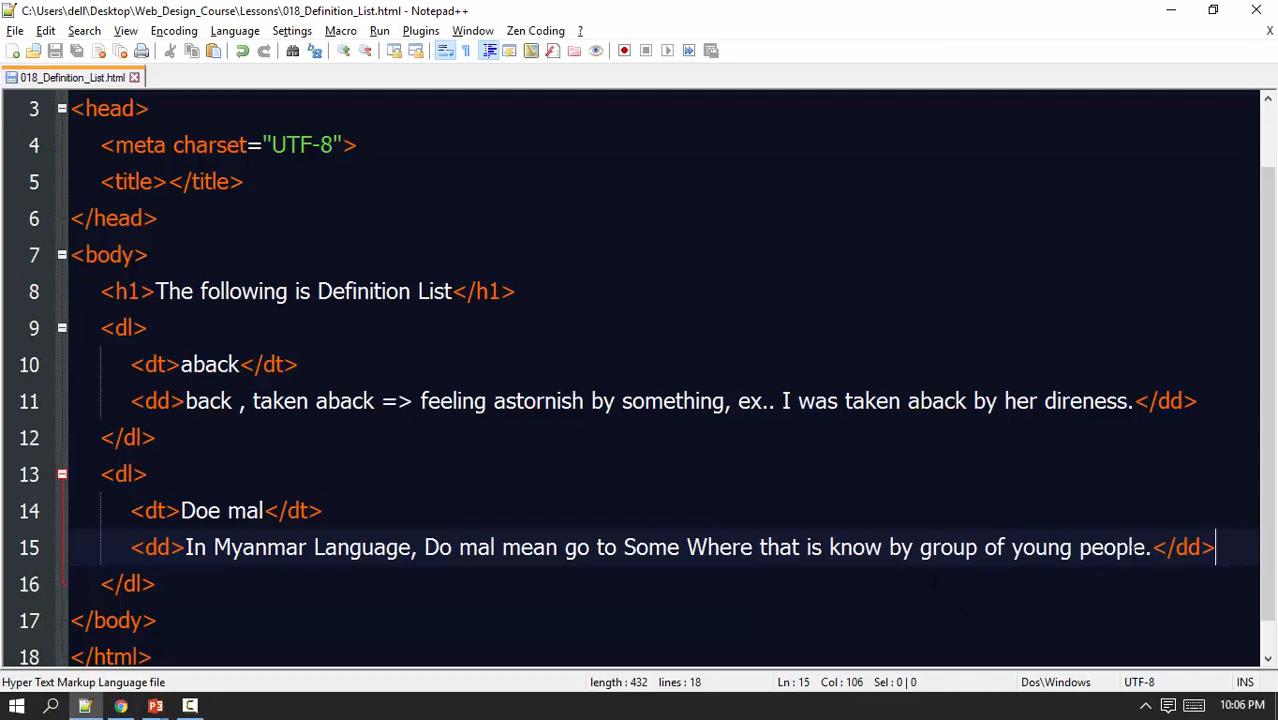 C:\Users\dell\Desktop\Web_Design_Course\Lessons\018_Definition_List.html - Notepad++
File Edit Search View Encoding Language Settings Macro Run Plugins Window Zen Coding ? X
018_Definition_List.html
3 <head>
4 <meta charset="UTF-8">
5 <title></title>
6 </head>
7 <body>
8 <h1>The following is Definition List</h1>
9 <dl>
10 <dt>aback</dt>
11 <dd>back , taken aback => feeling astornish by something, ex.. I was taken aback by her direness.</dd>
12 </dl>
13 <dl>
14 <dt>Doe mal</dt>
15 <dd>In Myanmar Language, Do mal mean go to Some Where that is know by group of young people.</dd>
16 </dl>
17 </body>
18 </html>
Hyper Text Markup Language file length : 432 lines : 18 Ln : 15 Col : 106 Sel : 0 | 0 Dos\Windows UTF-8 INS
10:06 PM